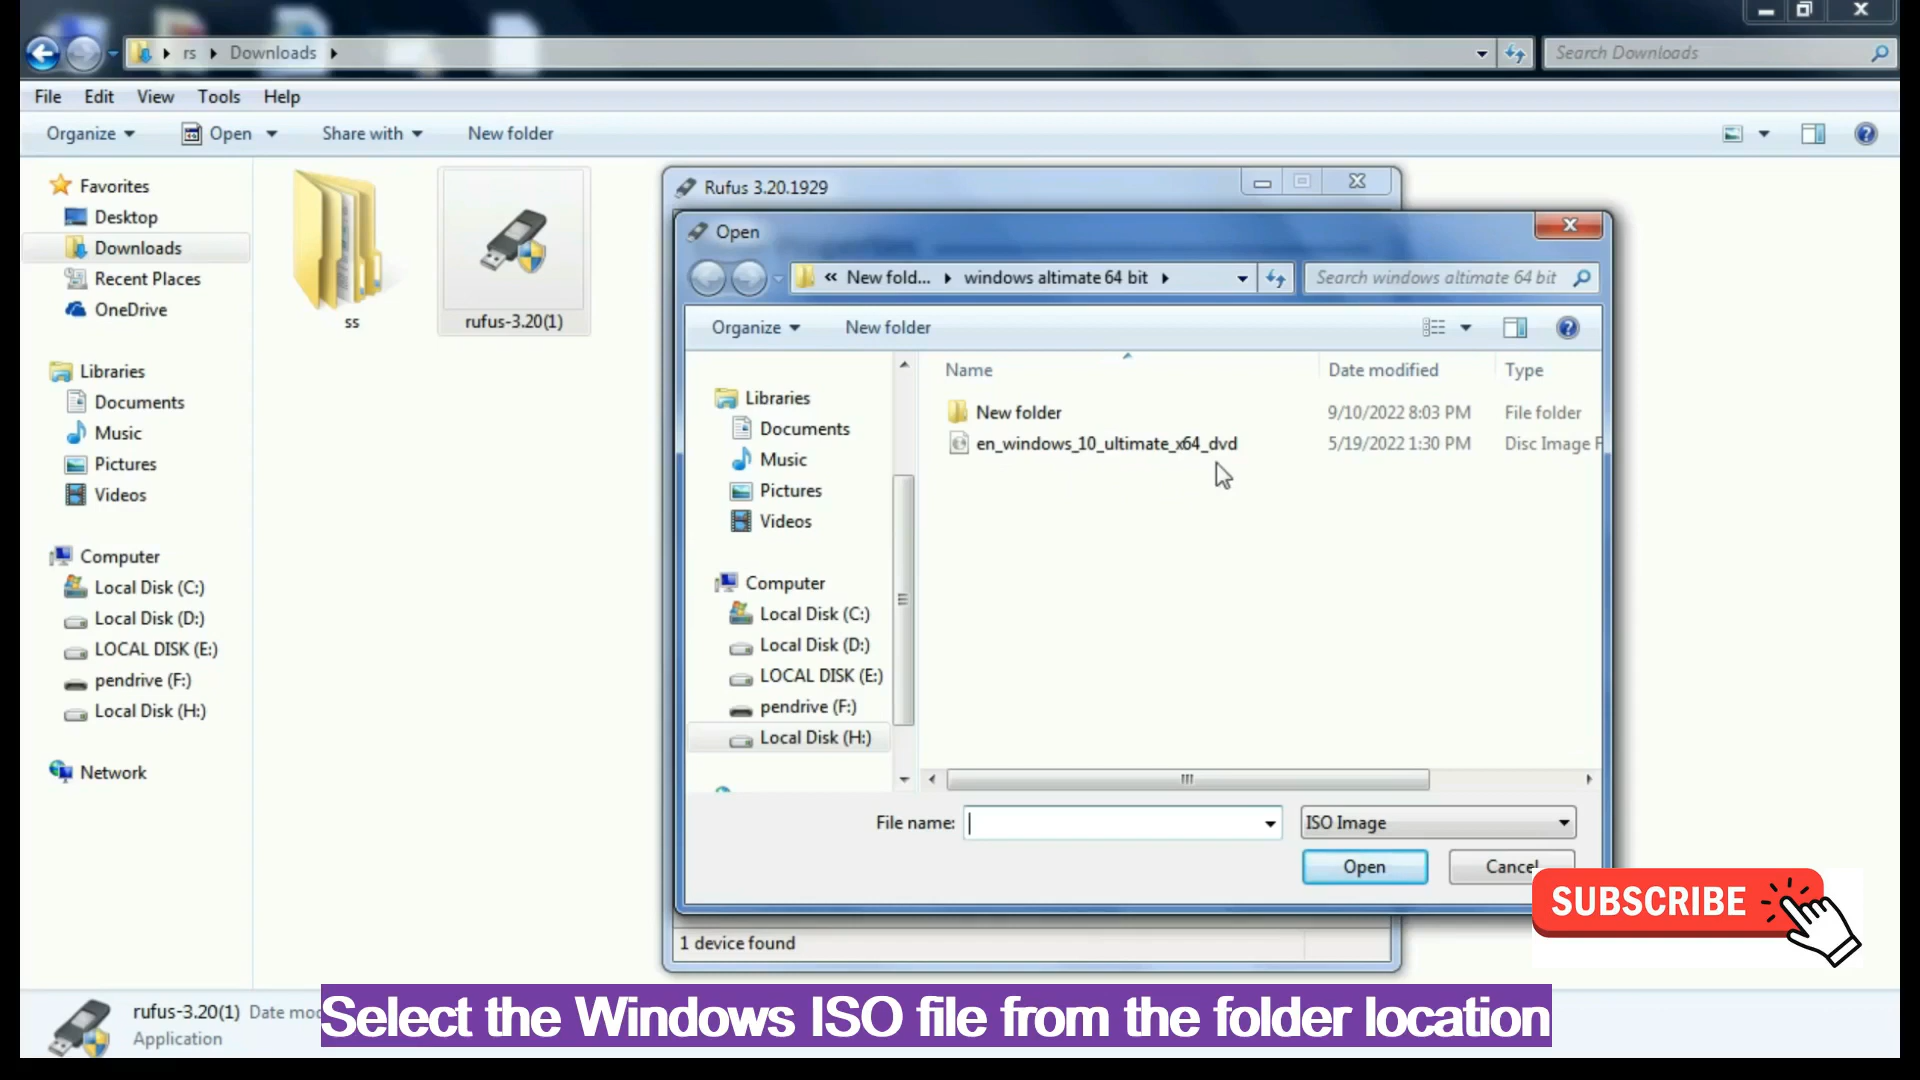 rs Downloads
Search Downloads
File Edit View Tools Help
Organize Open Share with New folder
Favorites
Desktop
Downloads
Recent Places
OneDrive
Libraries
Documents
Music
Pictures
Videos
Computer
Local Disk (C:)
Local Disk (D:)
LOCAL DISK (E:)
pendrive (F:)
Local Disk (H:)
Network
ss
rufus-3.20(1)
Rufus 3.20.1929
Open
« New fold... windows altimate 64 bit
Search windows altimate 64 bit
Organize New folder
Libraries
Documents
Music
Pictures
Videos
Computer
Local Disk (C:)
Local Disk (D:)
LOCAL DISK (E:)
pendrive (F:)
Local Disk (H:)
Name Date modified Type
New folder 9/10/2022 8:03 PM File folder
en_windows_10_ultimate_x64_dvd 5/19/2022 1:30 PM Disc Image F
File name: ISO Image
Open Cancel
1 device found
SUBSCRIBE
rufus-3.20(1) Date mo
Application
Select the Windows ISO file from the folder location